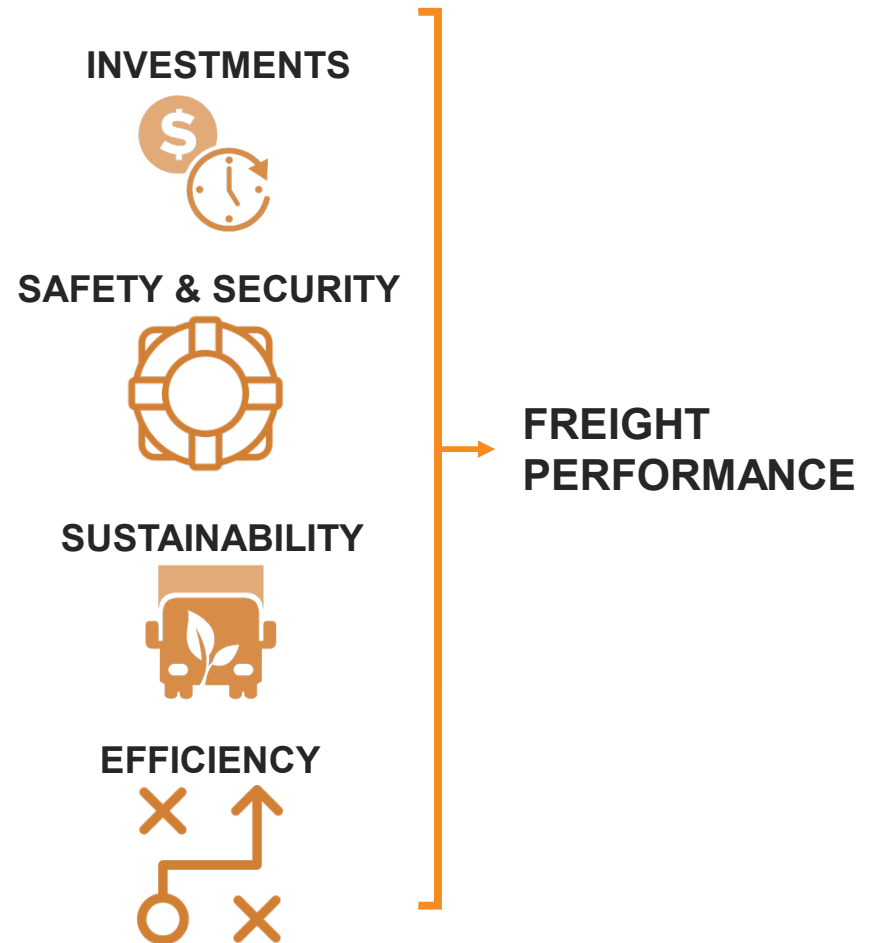 INVESTMENTS
$
SAFETY & SECURITY
SUSTAINABILITY
EFFICIENCY
FREIGHT
PERFORMANCE